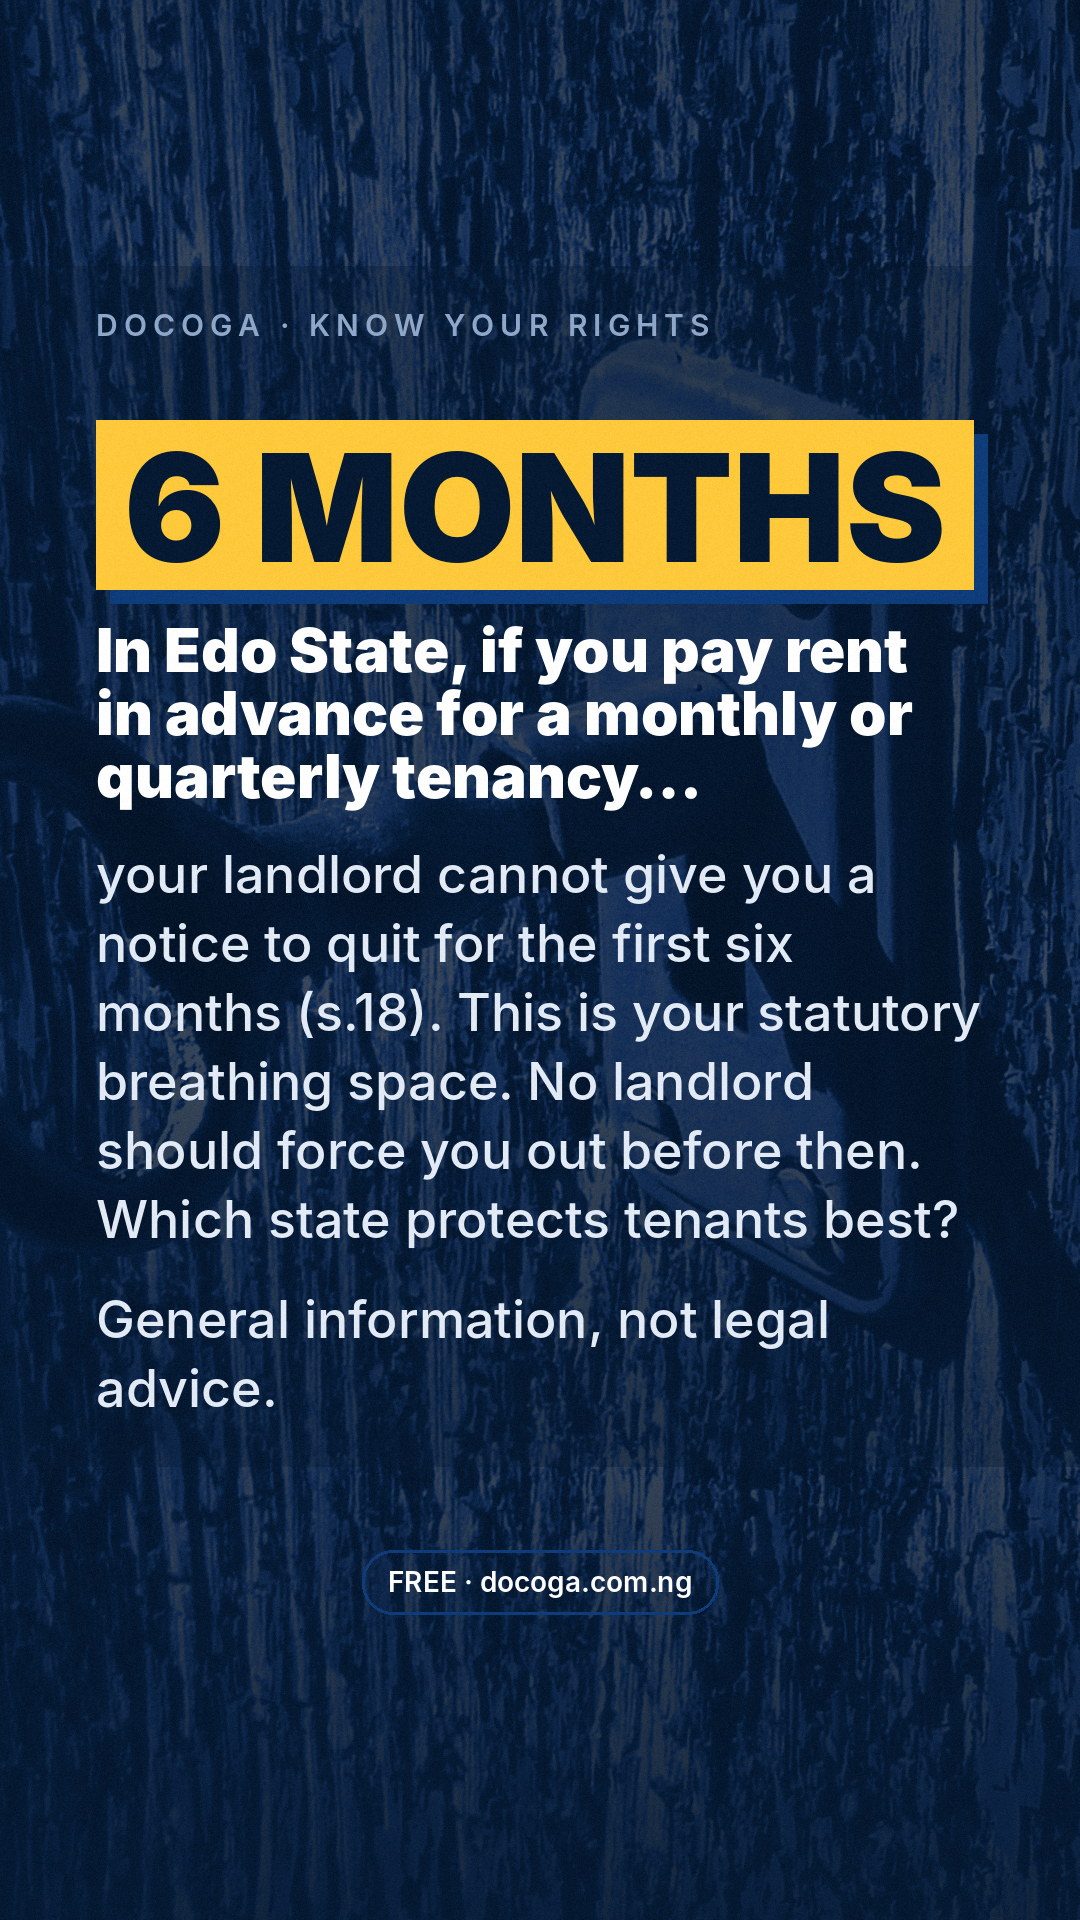 DOCOGA · KNOW YOUR RIGHTS
6 MONTHS
In Edo State, if you pay rent
in advance for a monthly or
quarterly tenancy...
your landlord cannot give you a
notice to quit for the first six
months (s.18). This is your statutory
breathing space. No landlord
should force you out before then.
Which state protects tenants best?
General information, not legal
advice.
FREE · docoga.com.ng